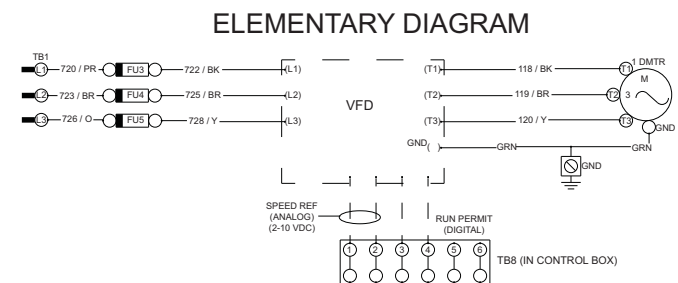 ELEMENTARY DIAGRAM
TB1
L1 720 / PR FU3 722 / BK (L1) (T1) 118 / BK T1 1 DMTR
L2 723 / BR FU4 725 / BR (L2) VFD (T2) 119 / BR T2 M 3
L3 726 / O FU5 728 / Y (L3) (T3) 120 / Y T3
GND
GND ( ) GRN GRN
GND
SPEED REF
(ANALOG)
(2-10 VDC)
RUN PERMIT
(DIGITAL)
1 2 3 4 5 6
TB8 (IN CONTROL BOX)